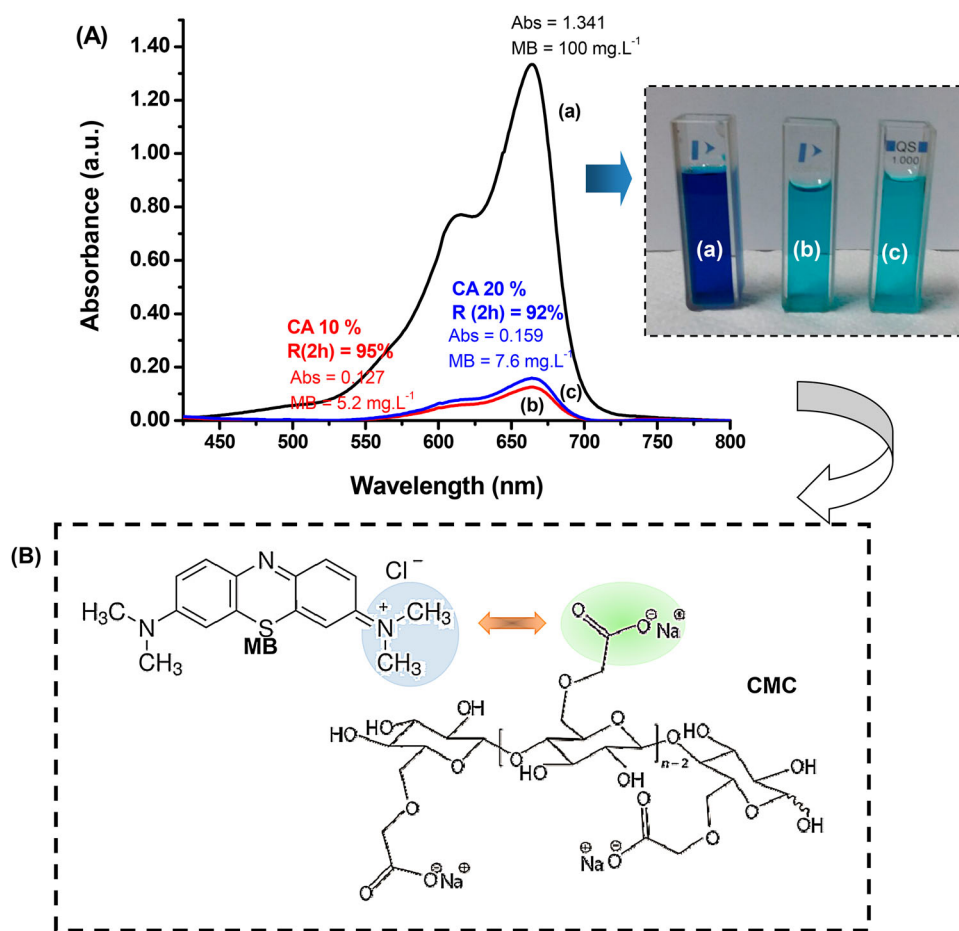 (A)
Abs = 1.341
MB = 100 mg.L⁻¹
1.40
1.20
1.00
0.80
0.60
0.40
0.20
0.00
Absorbance (a.u.)
(a)
CA 20 %
R (2h) = 92%
Abs = 0.159
MB = 7.6 mg.L⁻¹
CA 10 %
R(2h) = 95%
Abs = 0.127
MB = 5.2 mg.L⁻¹
(c)
(b)
450 500 550 600 650 700 750 800
Wavelength (nm)
QS
1.000
(a) (b) (c)
(B)
N
Cl ⁻
H₃C
N
CH₃
S
MB
+
N
CH₃
CH₃
O
O ⊖ Na ⊕
O
CMC
OH
HO
HO
OH
O
O
O
HO
OH
O
n−2
O
HO
OH
O
OH
O
O
O ⊖ Na ⊕
O
O
Na ⊕ O ⊖